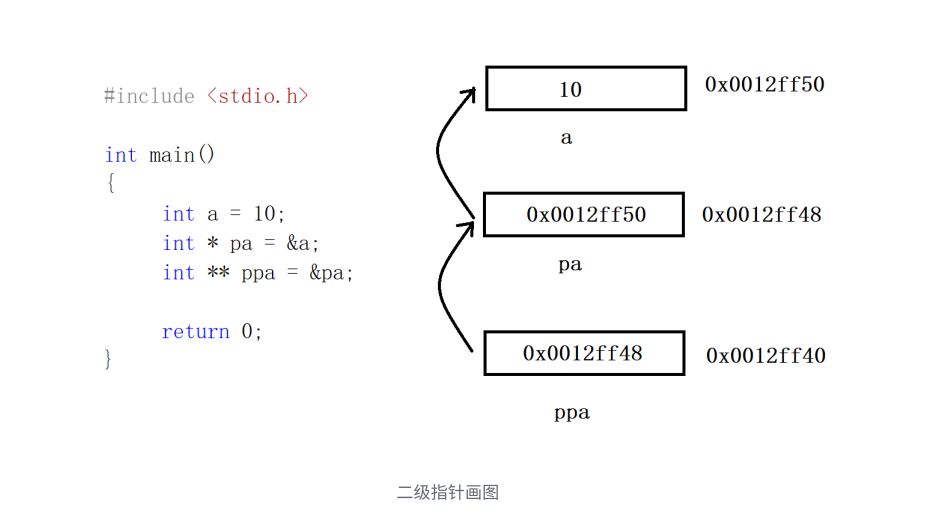 #include <stdio.h>
int main()
{
int a = 10;
int * pa = &a;
int ** ppa = &pa;
return 0;
}
10
0x0012ff50
a
0x0012ff50
0x0012ff48
pa
0x0012ff48
0x0012ff40
ppa
二级指针画图